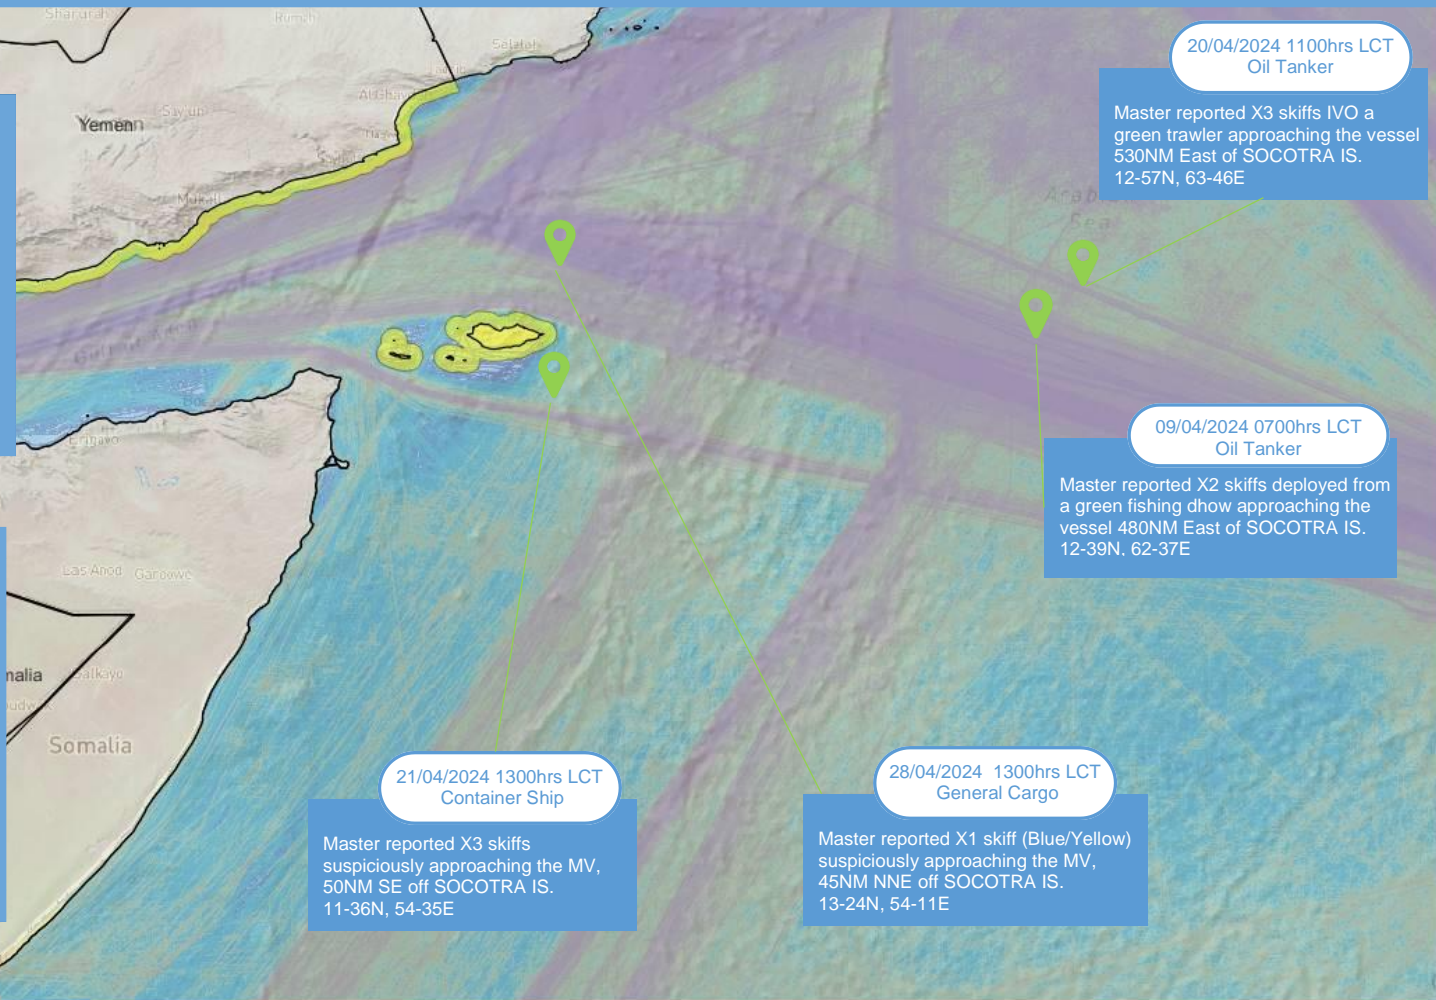 Sharurah
Rumah
Salalah
20/04/2024 1100hrs LCT
Oil Tanker
Master reported X3 skiffs IVO a
green trawler approaching the vessel
530NM East of SOCOTRA IS.
12-57N, 63-46E
Yemen
Sayun
Mukalla
Arabian
Sea
Gulf of Aden
09/04/2024 0700hrs LCT
Oil Tanker
Master reported X2 skiffs deployed from
a green fishing dhow approaching the
vessel 480NM East of SOCOTRA IS.
12-39N, 62-37E
Erigavo
Las Anod
Garoowe
malia
Galkayo
Somalia
21/04/2024 1300hrs LCT
Container Ship
Master reported X3 skiffs
suspiciously approaching the MV,
50NM SE off SOCOTRA IS.
11-36N, 54-35E
28/04/2024 1300hrs LCT
General Cargo
Master reported X1 skiff (Blue/Yellow)
suspiciously approaching the MV,
45NM NNE off SOCOTRA IS.
13-24N, 54-11E